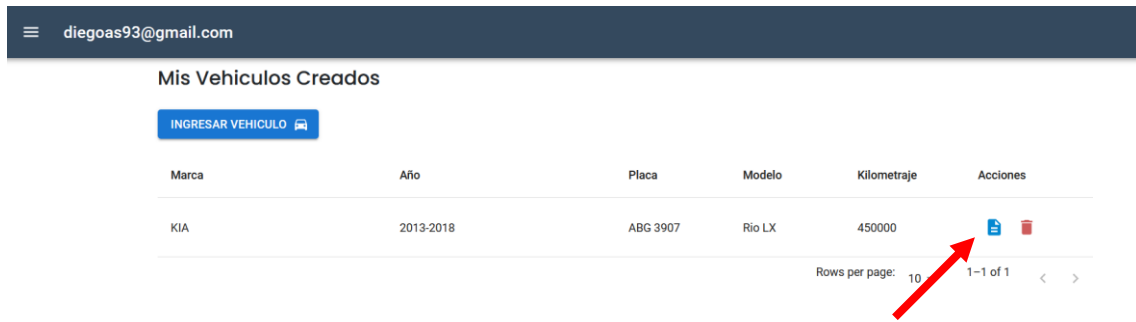 diegoas93@gmail.com
Mis Vehiculos Creados
INGRESAR VEHICULO
Marca Año Placa Modelo Kilometraje Acciones
KIA 2013-2018 ABG 3907 Rio LX 450000
Rows per page: 10 1–1 of 1